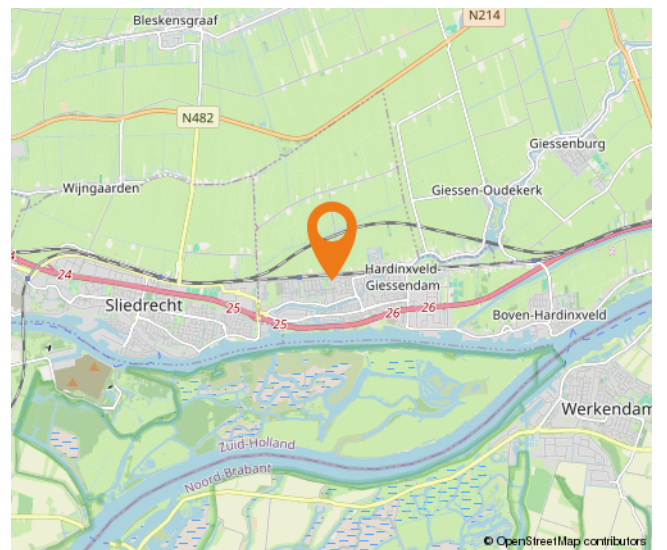 Bleskensgraaf
N214
N482
Giessenburg
Wijngaarden
Giessen-Oudekerk
24
24
Hardinxveld-
Giessendam
Sliedrecht
25
25
26
26
Boven-Hardinxveld
Werkendam
Zuid-Holland
Noord-Brabant
© OpenStreetMap contributors